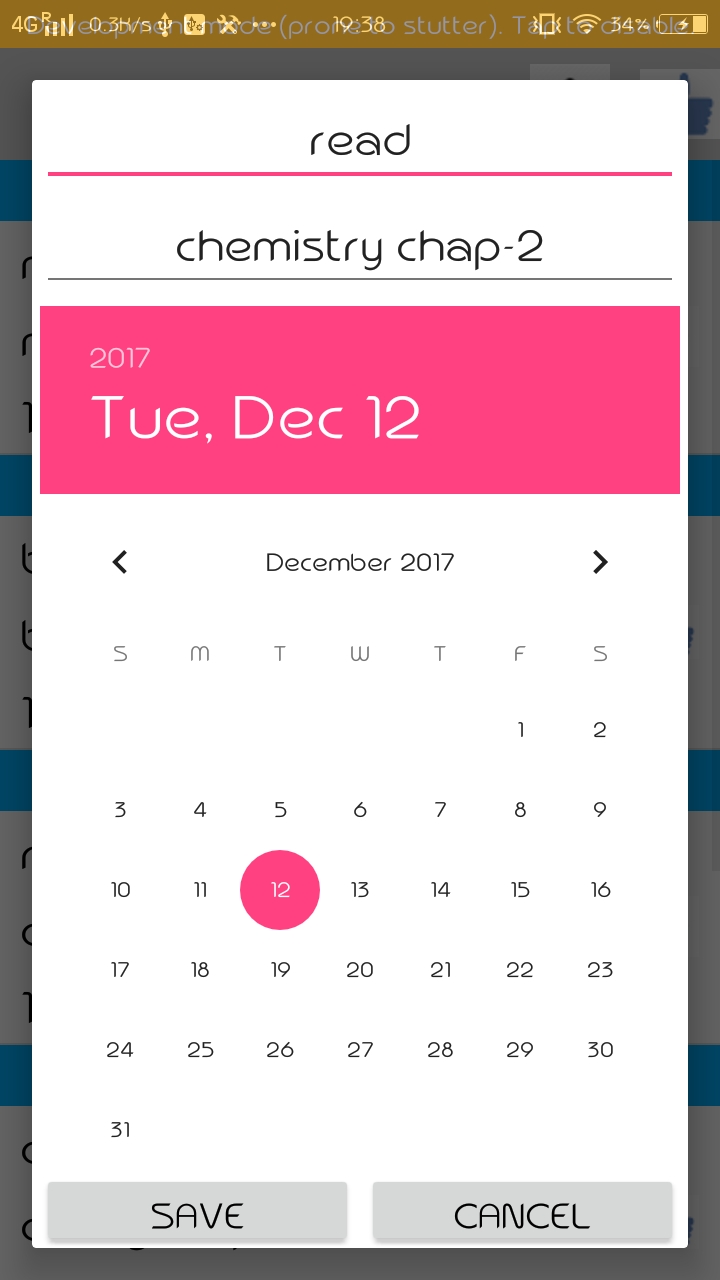 4G R 0.3K/s 19:38 34%
Development mode (prone to stutter). Tap to disable
read
chemistry chap-2
2017
Tue, Dec 12
December 2017
S M T W T F S
1 2
3 4 5 6 7 8 9
10 11 12 13 14 15 16
17 18 19 20 21 22 23
24 25 26 27 28 29 30
31
SAVE CANCEL